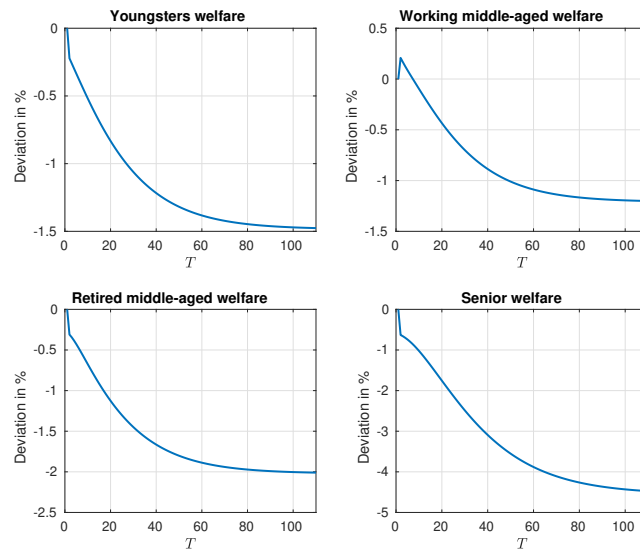 Youngsters welfare
0
-0.5
-1
-1.5
Deviation in %
0 20 40 60 80 100
T
Working middle-aged welfare
0.5
0
-0.5
-1
-1.5
Deviation in %
0 20 40 60 80 100
T
Retired middle-aged welfare
0
-0.5
-1
-1.5
-2
-2.5
Deviation in %
0 20 40 60 80 100
T
Senior welfare
0
-1
-2
-3
-4
-5
Deviation in %
0 20 40 60 80 100
T